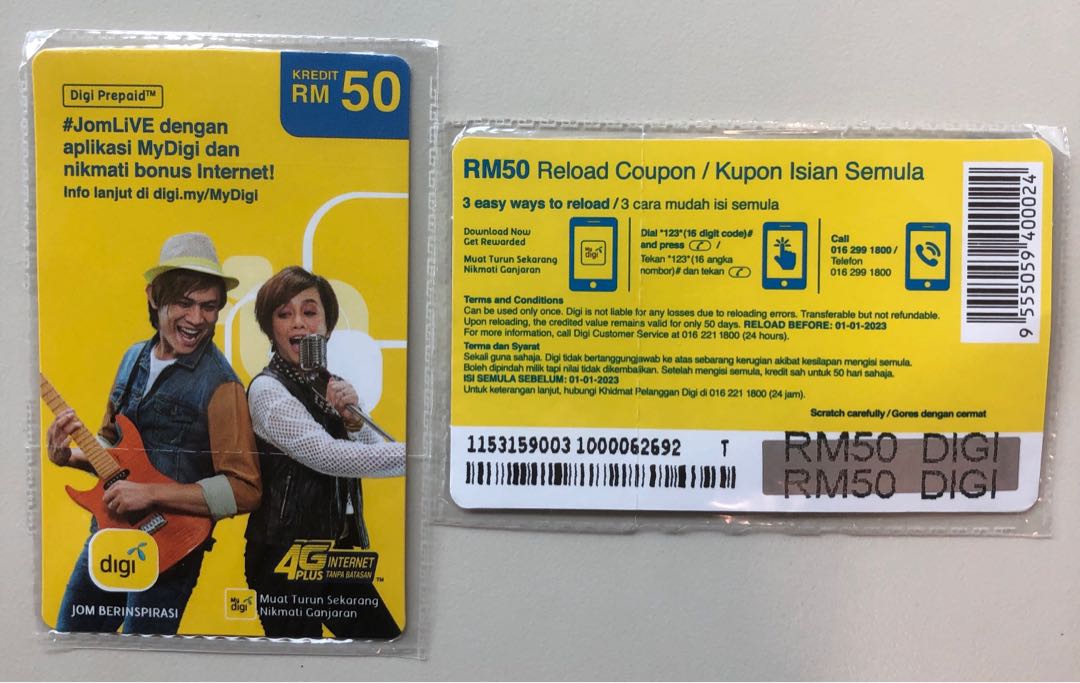 Digi Prepaid™
KREDIT
RM 50
#JomLiVE dengan
aplikasi MyDigi dan
nikmati bonus Internet!
Info lanjut di digi.my/MyDigi
digi
JOM BERINSPIRASI
4G PLUS INTERNET
TANPA BATASAN™
My digi
Muat Turun Sekarang
Nikmati Ganjaran
RM50 Reload Coupon / Kupon Isian Semula
3 easy ways to reload / 3 cara mudah isi semula
Download Now
Get Rewarded
Muat Turun Sekarang
Nikmati Ganjaran
My digi
Dial *123*(16 digit code)#
and press /
Tekan *123*(16 angka
nombor)# dan tekan
Call
016 299 1800 /
Telefon
016 299 1800
Terms and Conditions
Can be used only once. Digi is not liable for any losses due to reloading errors. Transferable but not refundable.
Upon reloading, the credited value remains valid for only 50 days. RELOAD BEFORE: 01-01-2023
For more information, call Digi Customer Service at 016 221 1800 (24 hours).
Terma dan Syarat
Sekali guna sahaja. Digi tidak bertanggungjawab ke atas sebarang kerugian akibat kesilapan mengisi semula.
Boleh dipindah milik tapi nilai tidak dikembalikan. Setelah mengisi semula, kredit sah untuk 50 hari sahaja.
ISI SEMULA SEBELUM: 01-01-2023
Untuk keterangan lanjut, hubungi Khidmat Pelanggan Digi di 016 221 1800 (24 jam).
Scratch carefully / Gores dengan cermat
9 555059 400024
1153159003 1000062692 T
RM50 DIGI
RM50 DIGI